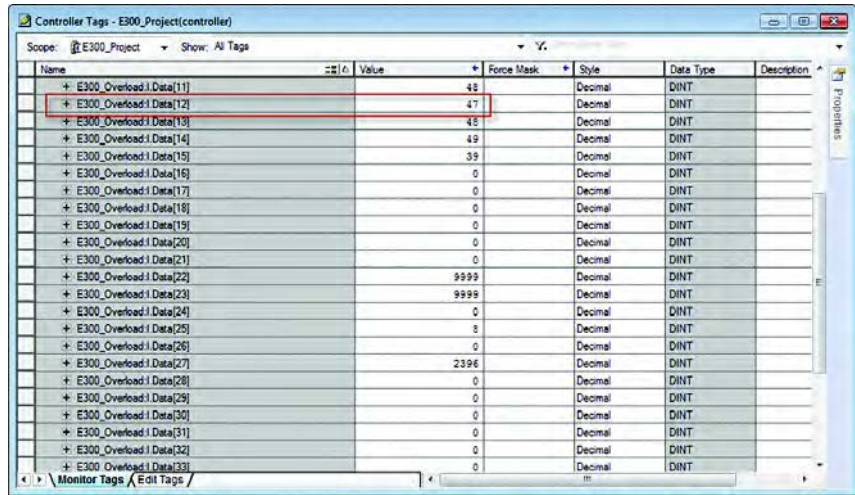 Controller Tags - E300_Project(controller)
Scope: E300_Project Show: All Tags
Name Value Force Mask Style Data Type Description
+ E300_Overload:I.Data[11] 48 Decimal DINT
+ E300_Overload:I.Data[12] 47 Decimal DINT
+ E300_Overload:I.Data[13] 48 Decimal DINT
+ E300_Overload:I.Data[14] 49 Decimal DINT
+ E300_Overload:I.Data[15] 39 Decimal DINT
+ E300_Overload:I.Data[16] 0 Decimal DINT
+ E300_Overload:I.Data[17] 0 Decimal DINT
+ E300_Overload:I.Data[18] 0 Decimal DINT
+ E300_Overload:I.Data[19] 0 Decimal DINT
+ E300_Overload:I.Data[20] 0 Decimal DINT
+ E300_Overload:I.Data[21] 0 Decimal DINT
+ E300_Overload:I.Data[22] 9999 Decimal DINT
+ E300_Overload:I.Data[23] 9999 Decimal DINT
+ E300_Overload:I.Data[24] 0 Decimal DINT
+ E300_Overload:I.Data[25] 8 Decimal DINT
+ E300_Overload:I.Data[26] 0 Decimal DINT
+ E300_Overload:I.Data[27] 2396 Decimal DINT
+ E300_Overload:I.Data[28] 0 Decimal DINT
+ E300_Overload:I.Data[29] 0 Decimal DINT
+ E300_Overload:I.Data[30] 0 Decimal DINT
+ E300_Overload:I.Data[31] 0 Decimal DINT
+ E300_Overload:I.Data[32] 0 Decimal DINT
+ E300_Overload:I.Data[33] 0 Decimal DINT
Monitor Tags Edit Tags
Properties